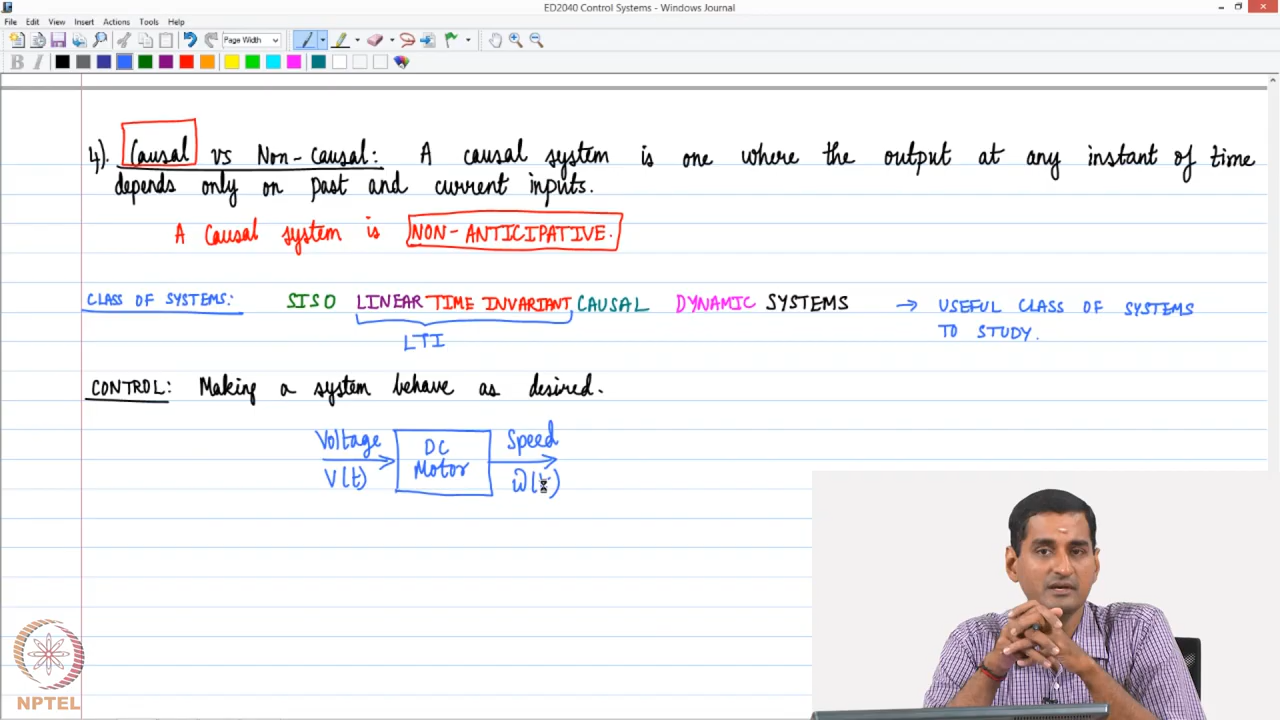 ED2040 Control Systems - Windows Journal
File Edit View Insert Actions Tools Help
Page Width
4). Causal vs Non-Causal: A causal system is one where the output at any instant of time
depends only on past and current inputs.
A causal system is NON-ANTICIPATIVE.
CLASS OF SYSTEMS: SISO LINEAR TIME INVARIANT CAUSAL DYNAMIC SYSTEMS → USEFUL CLASS OF SYSTEMS
TO STUDY.
LTI
CONTROL: Making a system behave as desired.
Voltage DC Speed
V(t) Motor
NPTEL